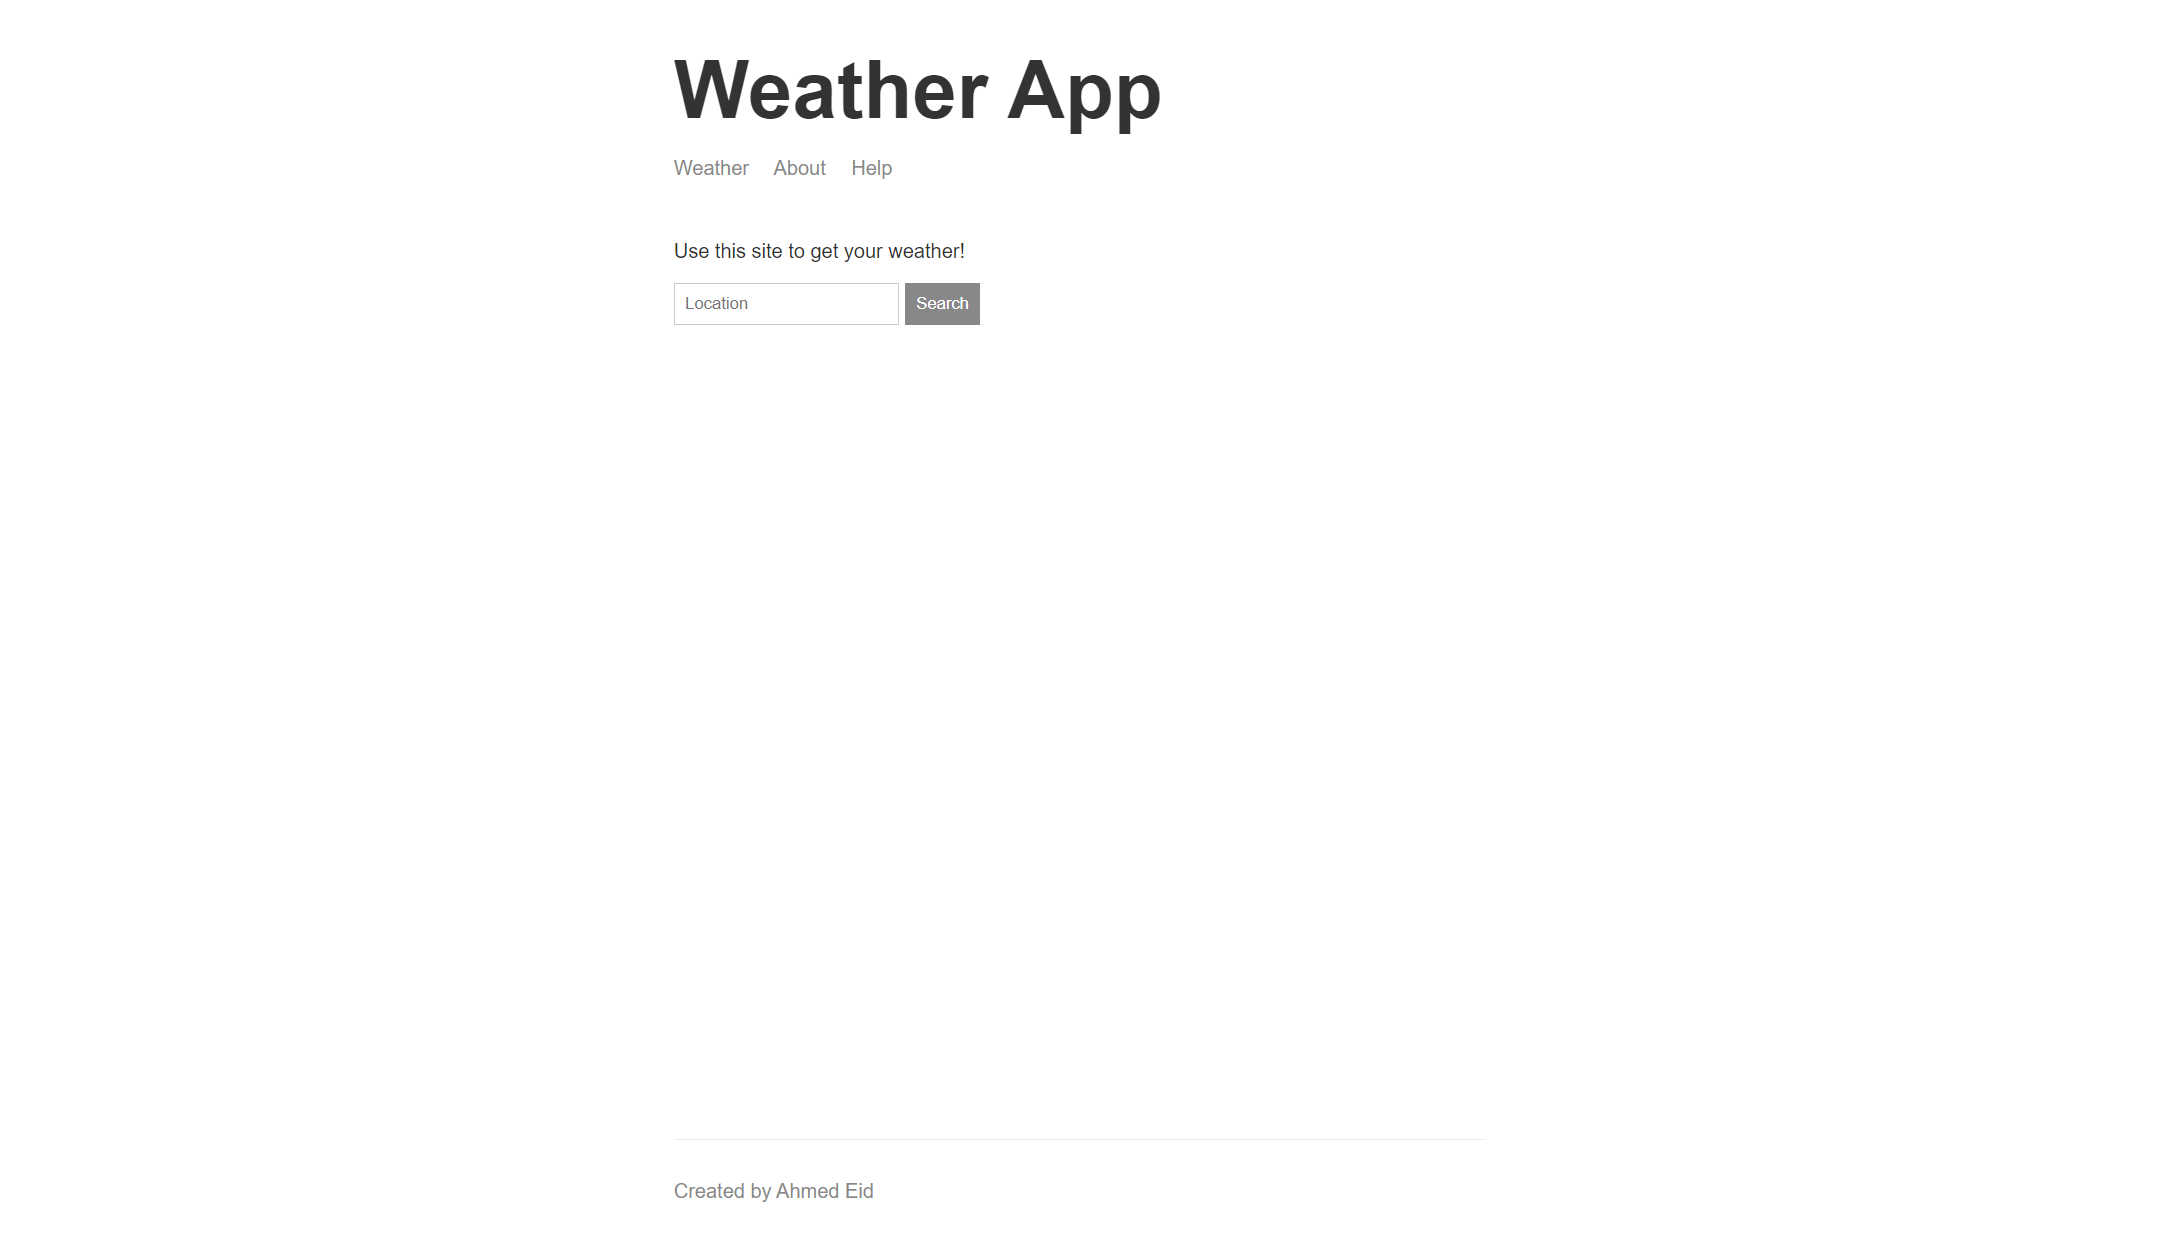 Weather App
Weather About Help
Use this site to get your weather!
Location Search
Created by Ahmed Eid